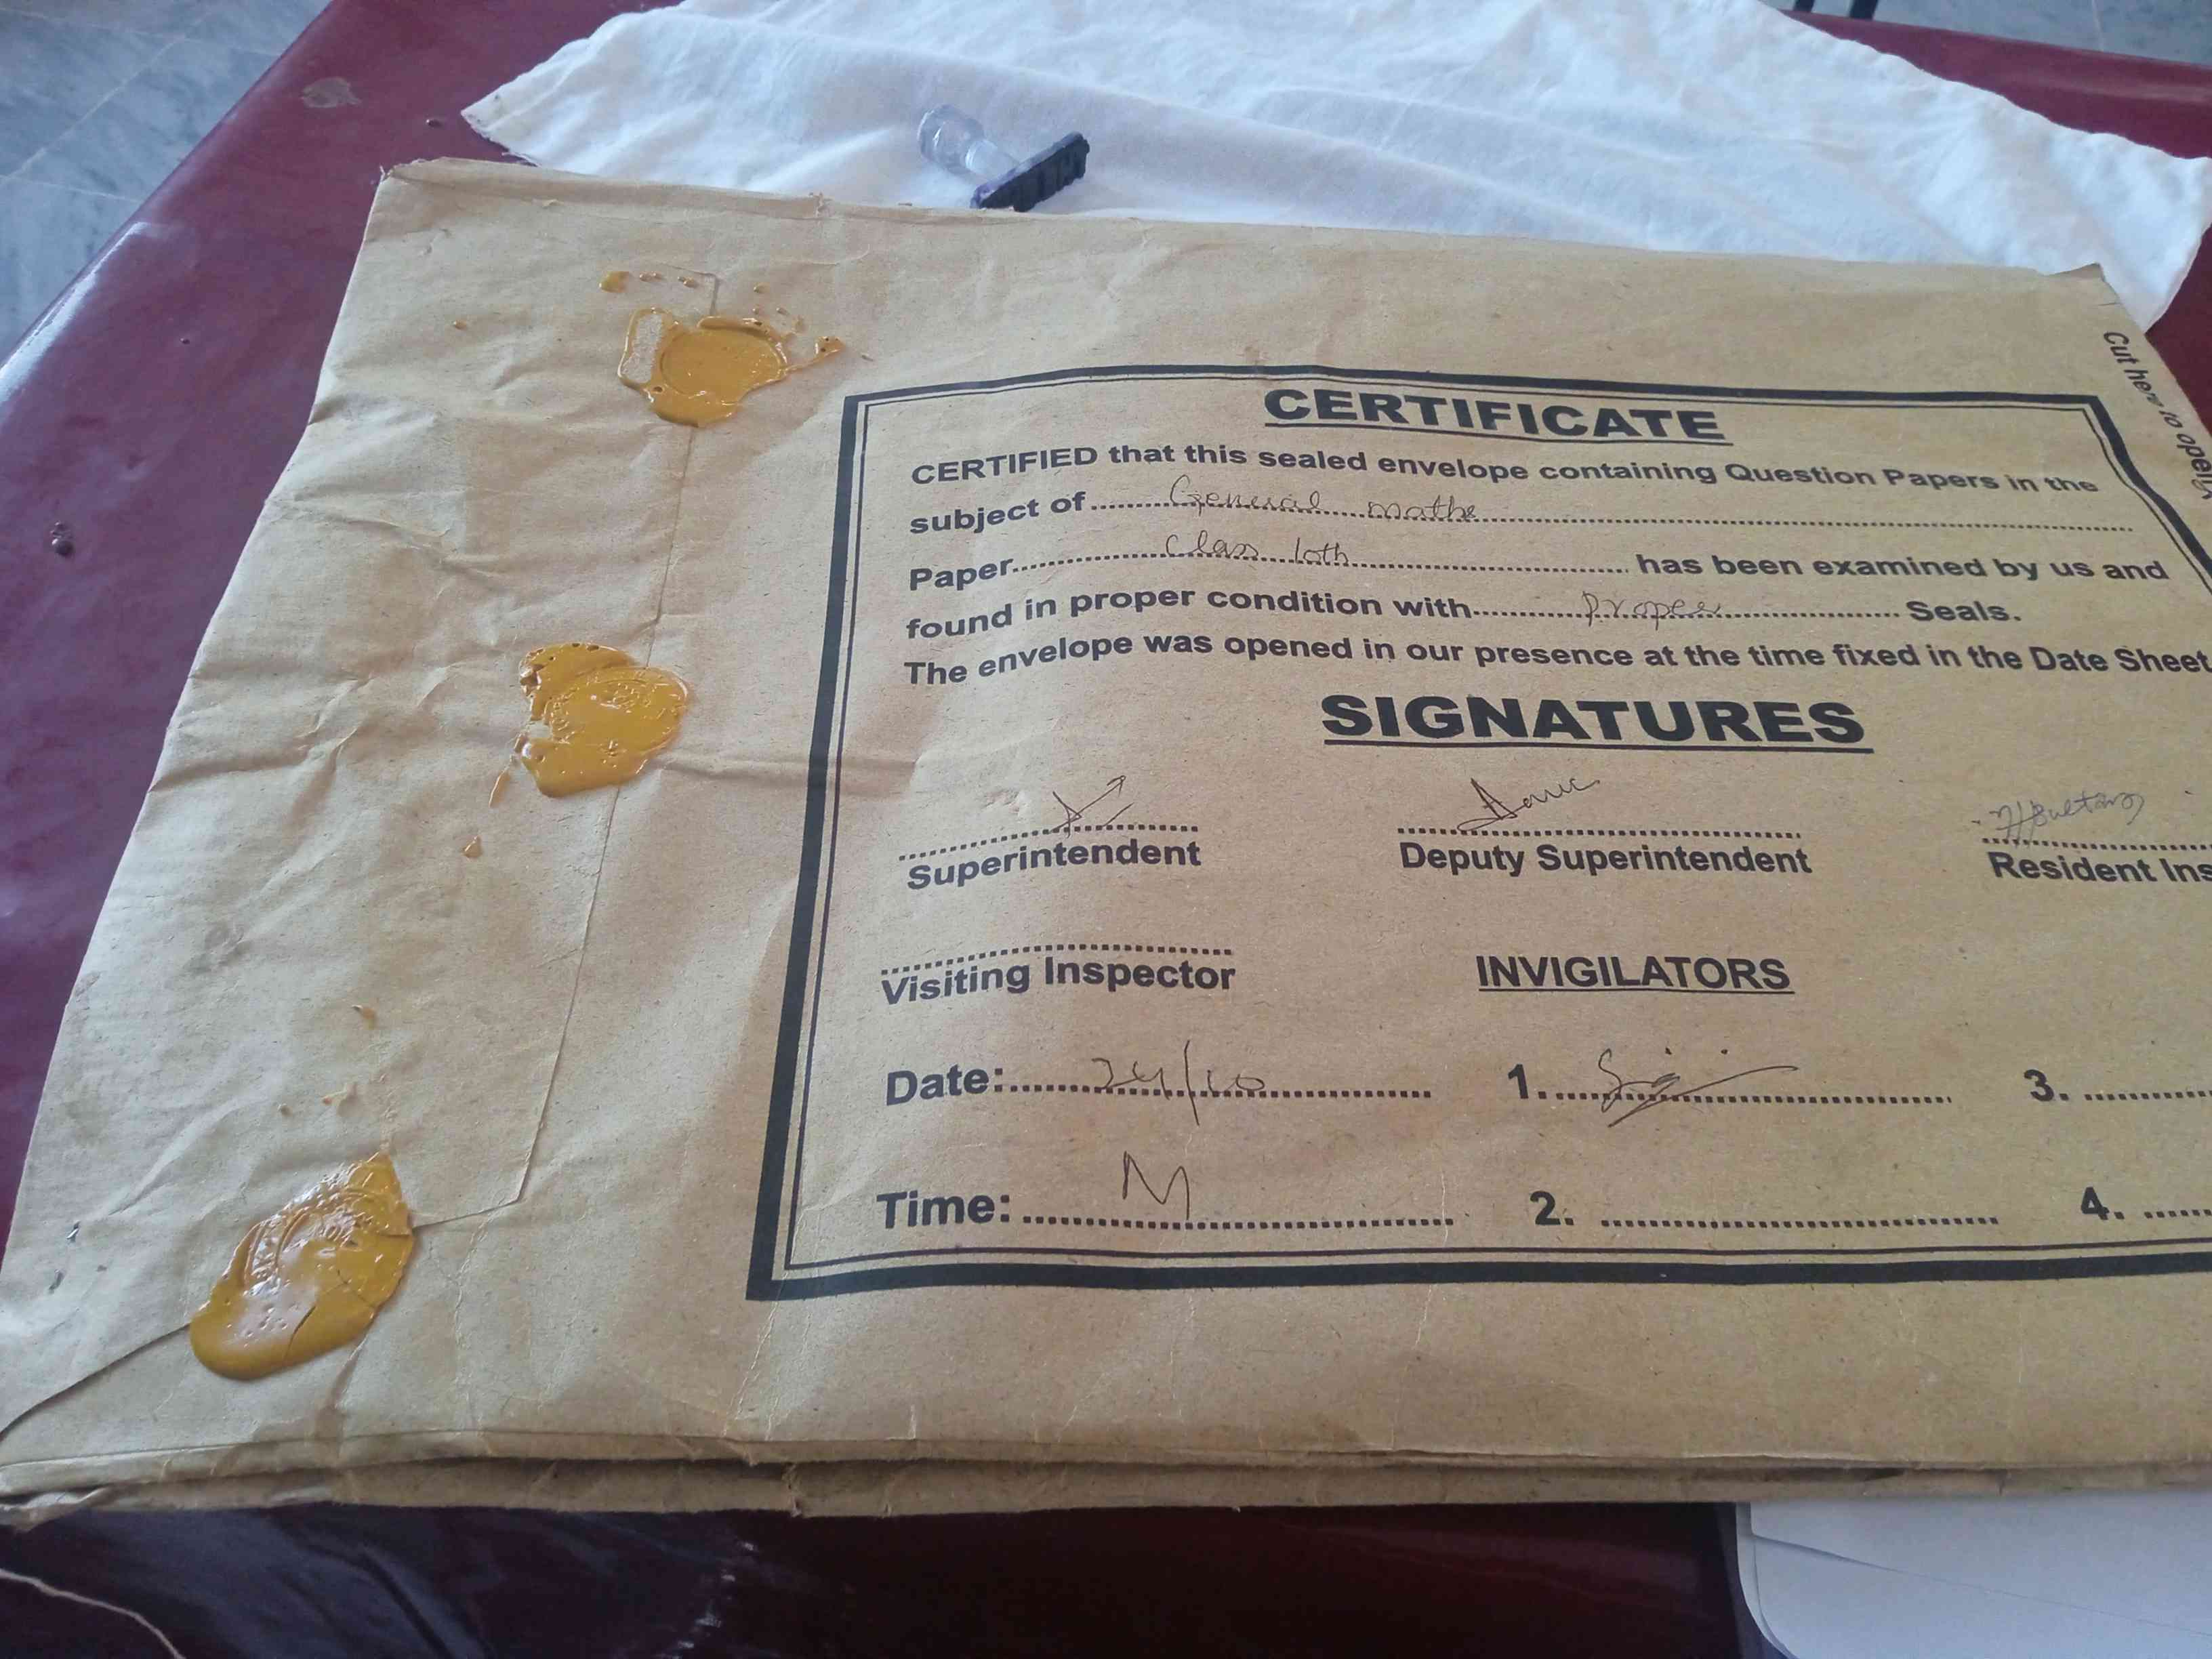 Cut here to open
CERTIFICATE
CERTIFIED that this sealed envelope containing Question Papers in the
subject of General mathe
Paper Class 10th has been examined by us and
found in proper condition with Proper Seals.
The envelope was opened in our presence at the time fixed in the Date Sheet
SIGNATURES
Superintendent Deputy Superintendent Resident Ins
Visiting Inspector INVIGILATORS
Date: 24/10 1. 3.
Time: M 2. 4.